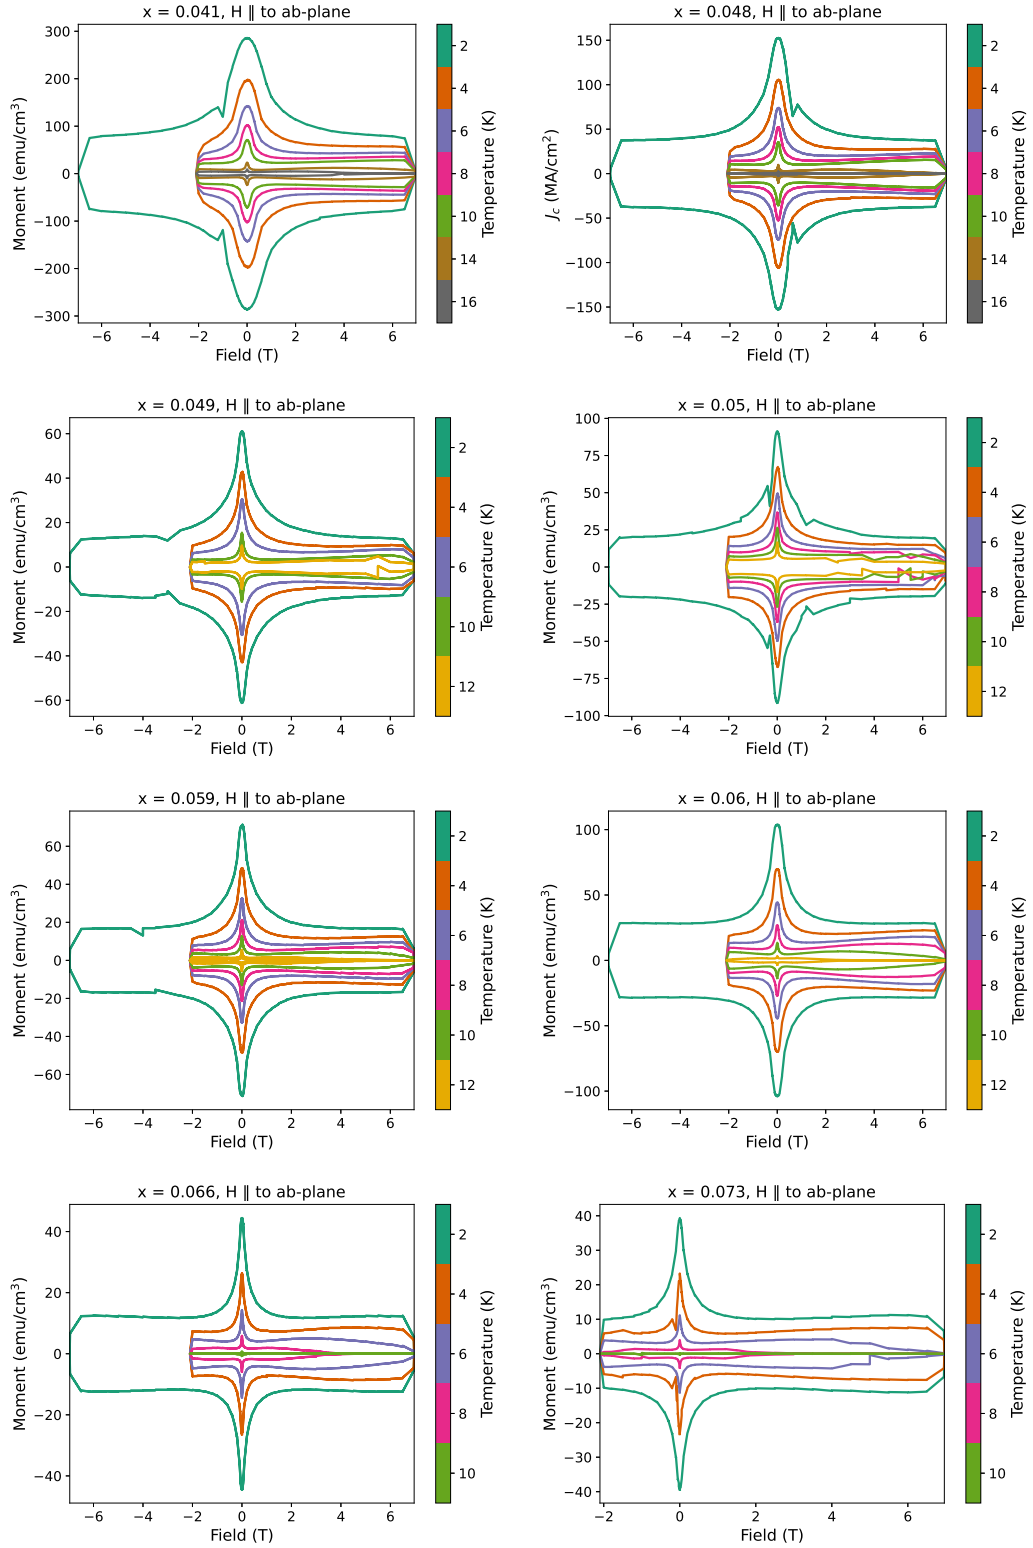 x = 0.041, H ∥ to ab-plane
Moment (emu/cm³)
300
200
100
0
−100
−200
−300
−6 −4 −2 0 2 4 6
Field (T)
2
4
6
8
10
14
16
Temperature (K)
x = 0.048, H ∥ to ab-plane
J_c (MA/cm²)
150
100
50
0
−50
−100
−150
−6 −4 −2 0 2 4 6
Field (T)
2
4
6
8
10
14
16
Temperature (K)
x = 0.049, H ∥ to ab-plane
Moment (emu/cm³)
60
40
20
0
−20
−40
−60
−6 −4 −2 0 2 4 6
Field (T)
2
4
6
10
12
Temperature (K)
x = 0.05, H ∥ to ab-plane
Moment (emu/cm³)
100
75
50
25
0
−25
−50
−75
−100
−6 −4 −2 0 2 4 6
Field (T)
2
4
6
8
10
12
Temperature (K)
x = 0.059, H ∥ to ab-plane
Moment (emu/cm³)
60
40
20
0
−20
−40
−60
−6 −4 −2 0 2 4 6
Field (T)
2
4
6
8
10
12
Temperature (K)
x = 0.06, H ∥ to ab-plane
Moment (emu/cm³)
100
50
0
−50
−100
−6 −4 −2 0 2 4 6
Field (T)
2
4
6
8
10
12
Temperature (K)
x = 0.066, H ∥ to ab-plane
Moment (emu/cm³)
40
20
0
−20
−40
−6 −4 −2 0 2 4 6
Field (T)
2
4
6
8
10
Temperature (K)
x = 0.073, H ∥ to ab-plane
Moment (emu/cm³)
40
30
20
10
0
−10
−20
−30
−40
−2 0 2 4 6
Field (T)
2
4
6
8
10
Temperature (K)